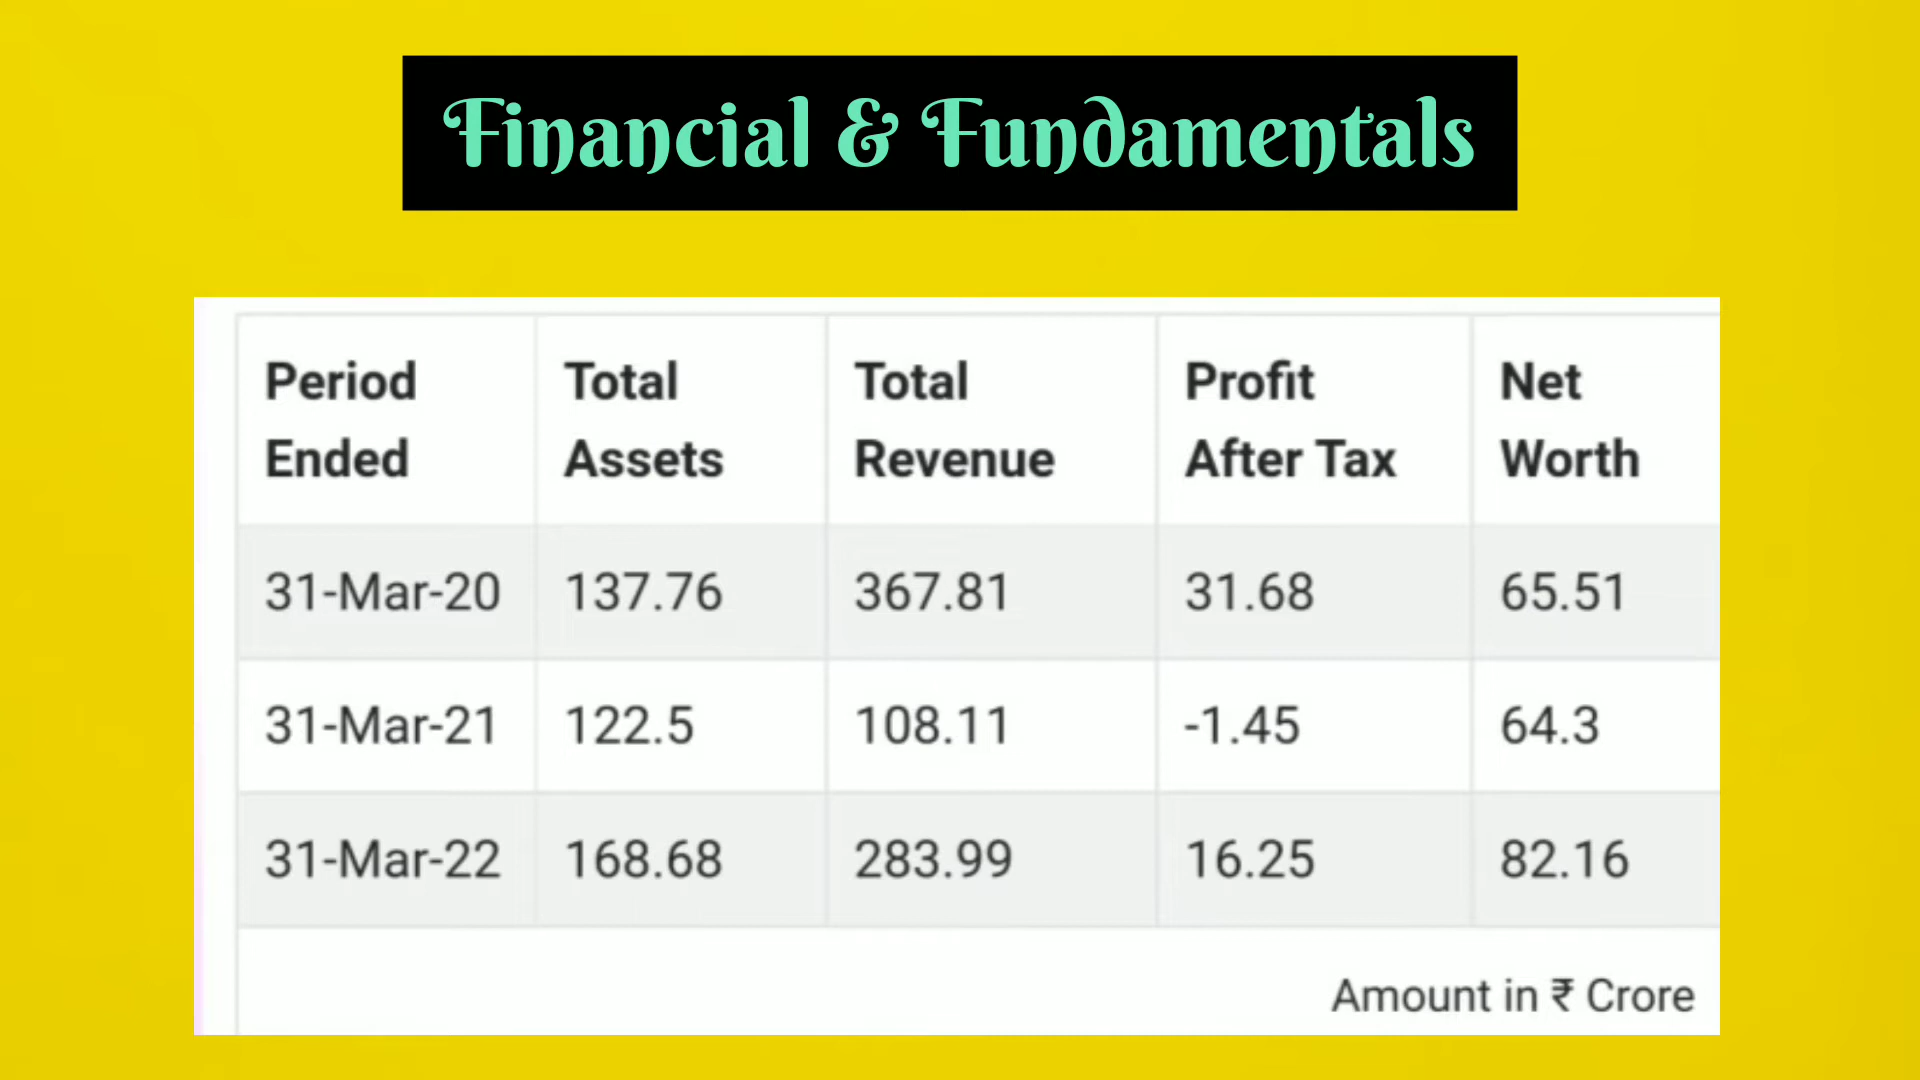 Financial & Fundamentals
Period Ended Total Assets Total Revenue Profit After Tax Net Worth
31-Mar-20 137.76 367.81 31.68 65.51
31-Mar-21 122.5 108.11 -1.45 64.3
31-Mar-22 168.68 283.99 16.25 82.16
Amount in ₹ Crore